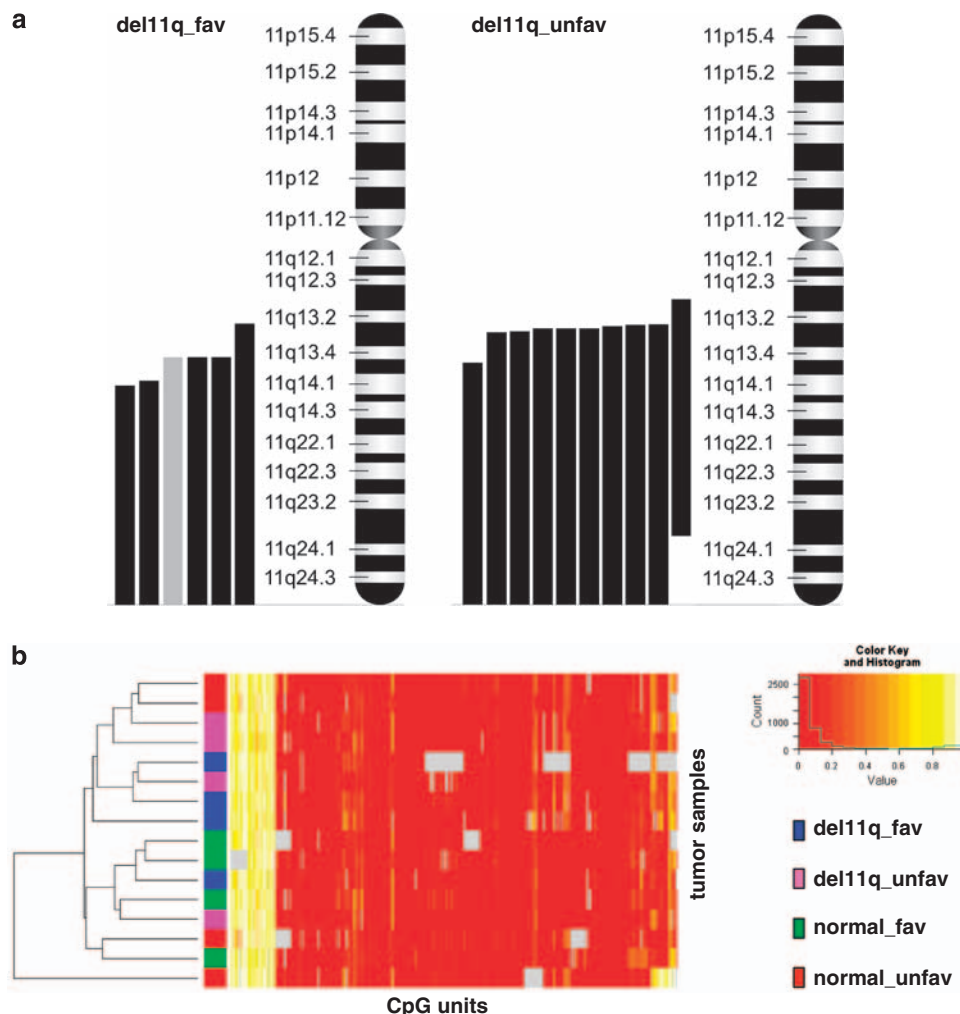 a
del11q_fav
del11q_unfav
11p15.4
11p15.2
11p14.3
11p14.1
11p12
11p11.12
11q12.1
11q12.3
11q13.2
11q13.4
11q14.1
11q14.3
11q22.1
11q22.3
11q23.2
11q24.1
11q24.3
11p15.4
11p15.2
11p14.3
11p14.1
11p12
11p11.12
11q12.1
11q12.3
11q13.2
11q13.4
11q14.1
11q14.3
11q22.1
11q22.3
11q23.2
11q24.1
11q24.3
b
CpG units
tumor samples
Color Key
and Histogram
Count
2500
1000
0
0 0.2 0.4 0.6 0.8
Value
del11q_fav
del11q_unfav
normal_fav
normal_unfav